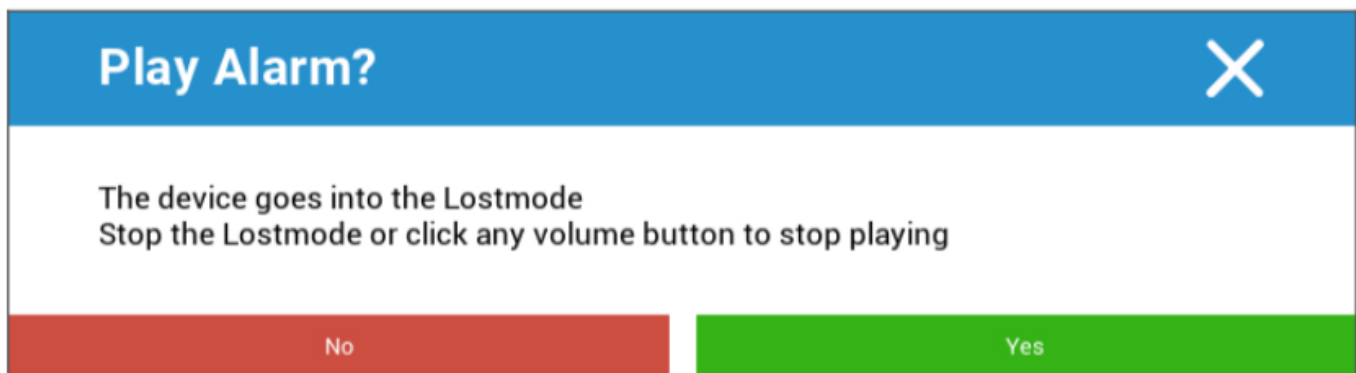 Play Alarm?
The device goes into the Lostmode
Stop the Lostmode or click any volume button to stop playing
No
Yes